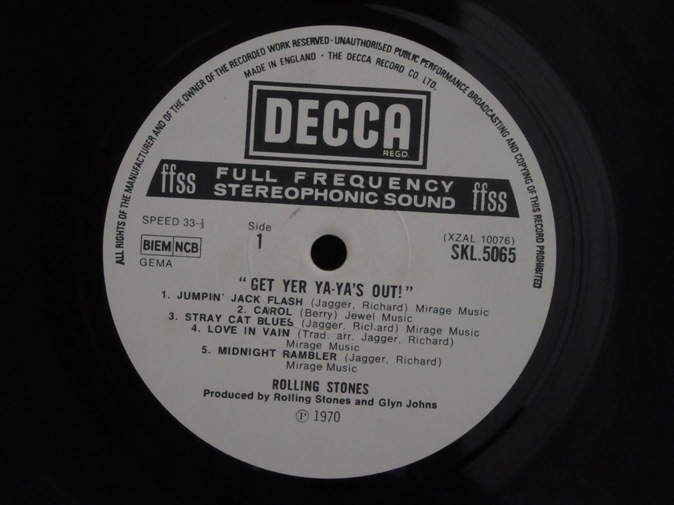 ALL RIGHTS OF THE MANUFACTURER AND OF THE OWNER OF THE RECORDED WORK RESERVED - UNAUTHORISED PUBLIC PERFORMANCE BROADCASTING AND COPYING OF THIS RECORD PROHIBITED
MADE IN ENGLAND · THE DECCA RECORD CO. LTD.
DECCA
REGD.
ffss FULL FREQUENCY ffss
STEREOPHONIC SOUND
SPEED 33-⅓
BIEM NCB
GEMA
Side
1
(XZAL.10076)
SKL.5065
"GET YER YA-YA'S OUT!"
1. JUMPIN' JACK FLASH (Jagger, Richard) Mirage Music
2. CAROL (Berry) Jewel Music
3. STRAY CAT BLUES (Jagger, Richard) Mirage Music
4. LOVE IN VAIN (Trad. arr. Jagger, Richard)
Mirage Music
5. MIDNIGHT RAMBLER (Jagger, Richard)
Mirage Music
ROLLING STONES
Produced by Rolling Stones and Glyn Johns
℗ 1970